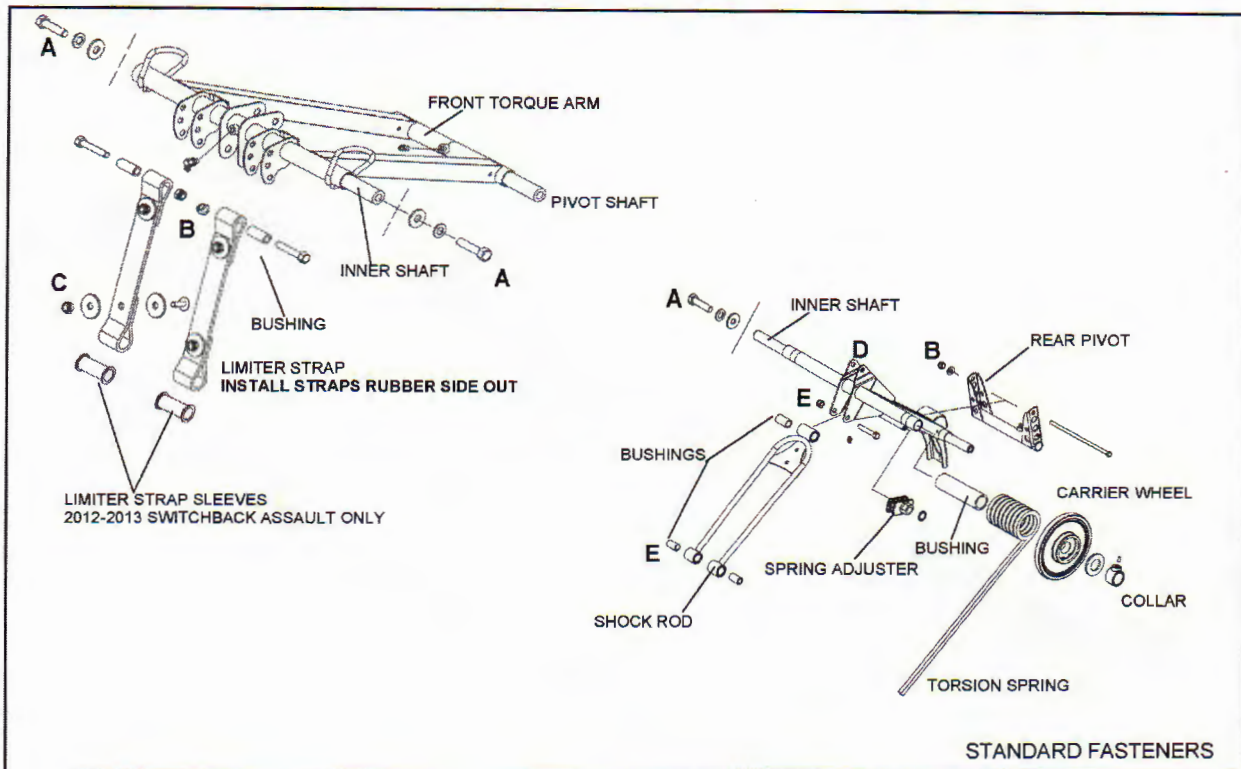 A
FRONT TORQUE ARM
PIVOT SHAFT
B
INNER SHAFT
A
C
BUSHING
LIMITER STRAP
INSTALL STRAPS RUBBER SIDE OUT
LIMITER STRAP SLEEVES
2012-2013 SWITCHBACK ASSAULT ONLY
A
INNER SHAFT
D
B
REAR PIVOT
E
BUSHINGS
CARRIER WHEEL
E
BUSHING
SPRING ADJUSTER
COLLAR
SHOCK ROD
TORSION SPRING
STANDARD FASTENERS